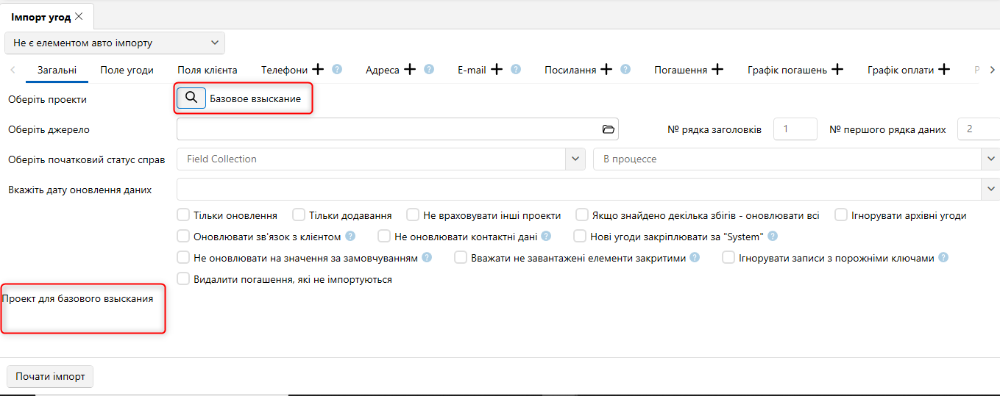 Імпорт угод
Не є елементом авто імпорту
Загальні Поле угоди Поля клієнта Телефони Адреса E-mail Посилання Погашення Графік погашень Графік оплати Р
Оберіть проекти Базовое взыскание
Оберіть джерело № рядка заголовків 1 № першого рядка даних 2
Оберіть початковий статус справ Field Collection В процессе
Вкажіть дату оновлення даних
Тільки оновлення Тільки додавання Не враховувати інші проекти Якщо знайдено декілька збігів - оновлювати всі Ігнорувати архівні угоди
Оновлювати зв'язок з клієнтом ? Не оновлювати контактні дані ? Нові угоди закріплювати за "System" ?
Не оновлювати на значення за замовчуванням ? Вважати не завантажені елементи закритими ? Ігнорувати записи з порожніми ключами ?
Видалити погашення, які не імпортуються
Проект для базового взыскания
Почати імпорт